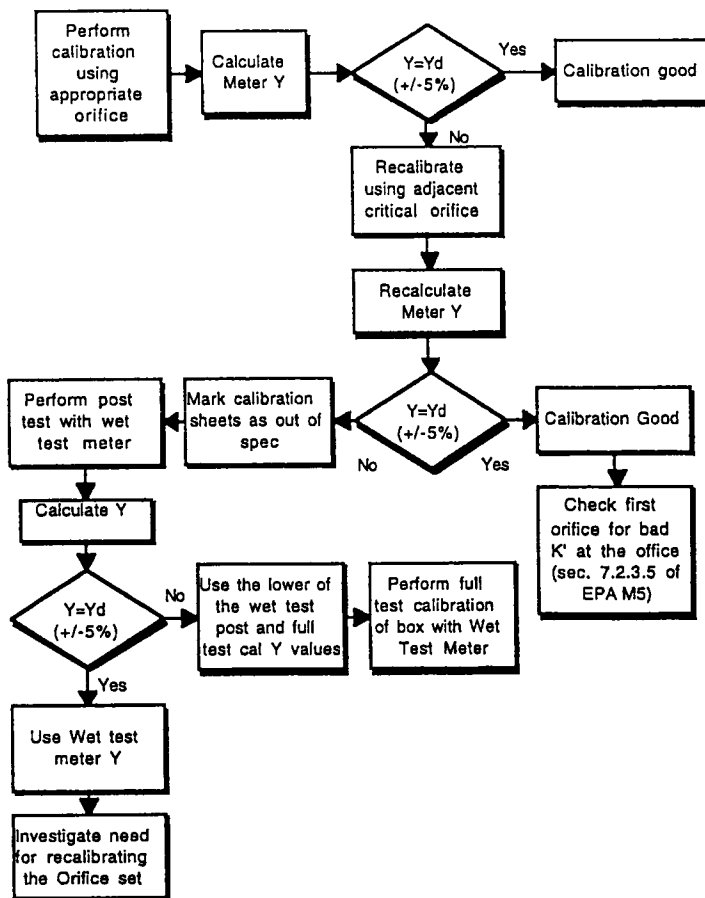 Perform
calibration
using
appropriate
orifice
Calculate
Meter Y
Y=Yd
(+/-5%)
Yes
Calibration good
No
Recalibrate
using adjacent
critical orifice
Recalculate
Meter Y
Y=Yd
(+/-5%)
No
Yes
Mark calibration
sheets as out of
spec
Perform post
test with wet
test meter
Calibration Good
Check first
orifice for bad
K' at the office
(sec. 7.2.3.5 of
EPA M5)
Calculate Y
Y=Yd
(+/-5%)
No
Use the lower of
the wet test
post and full
test cal Y values
Perform full
test calibration
of box with Wet
Test Meter
Yes
Use Wet test
meter Y
Investigate need
for recalibrating
the Orifice set